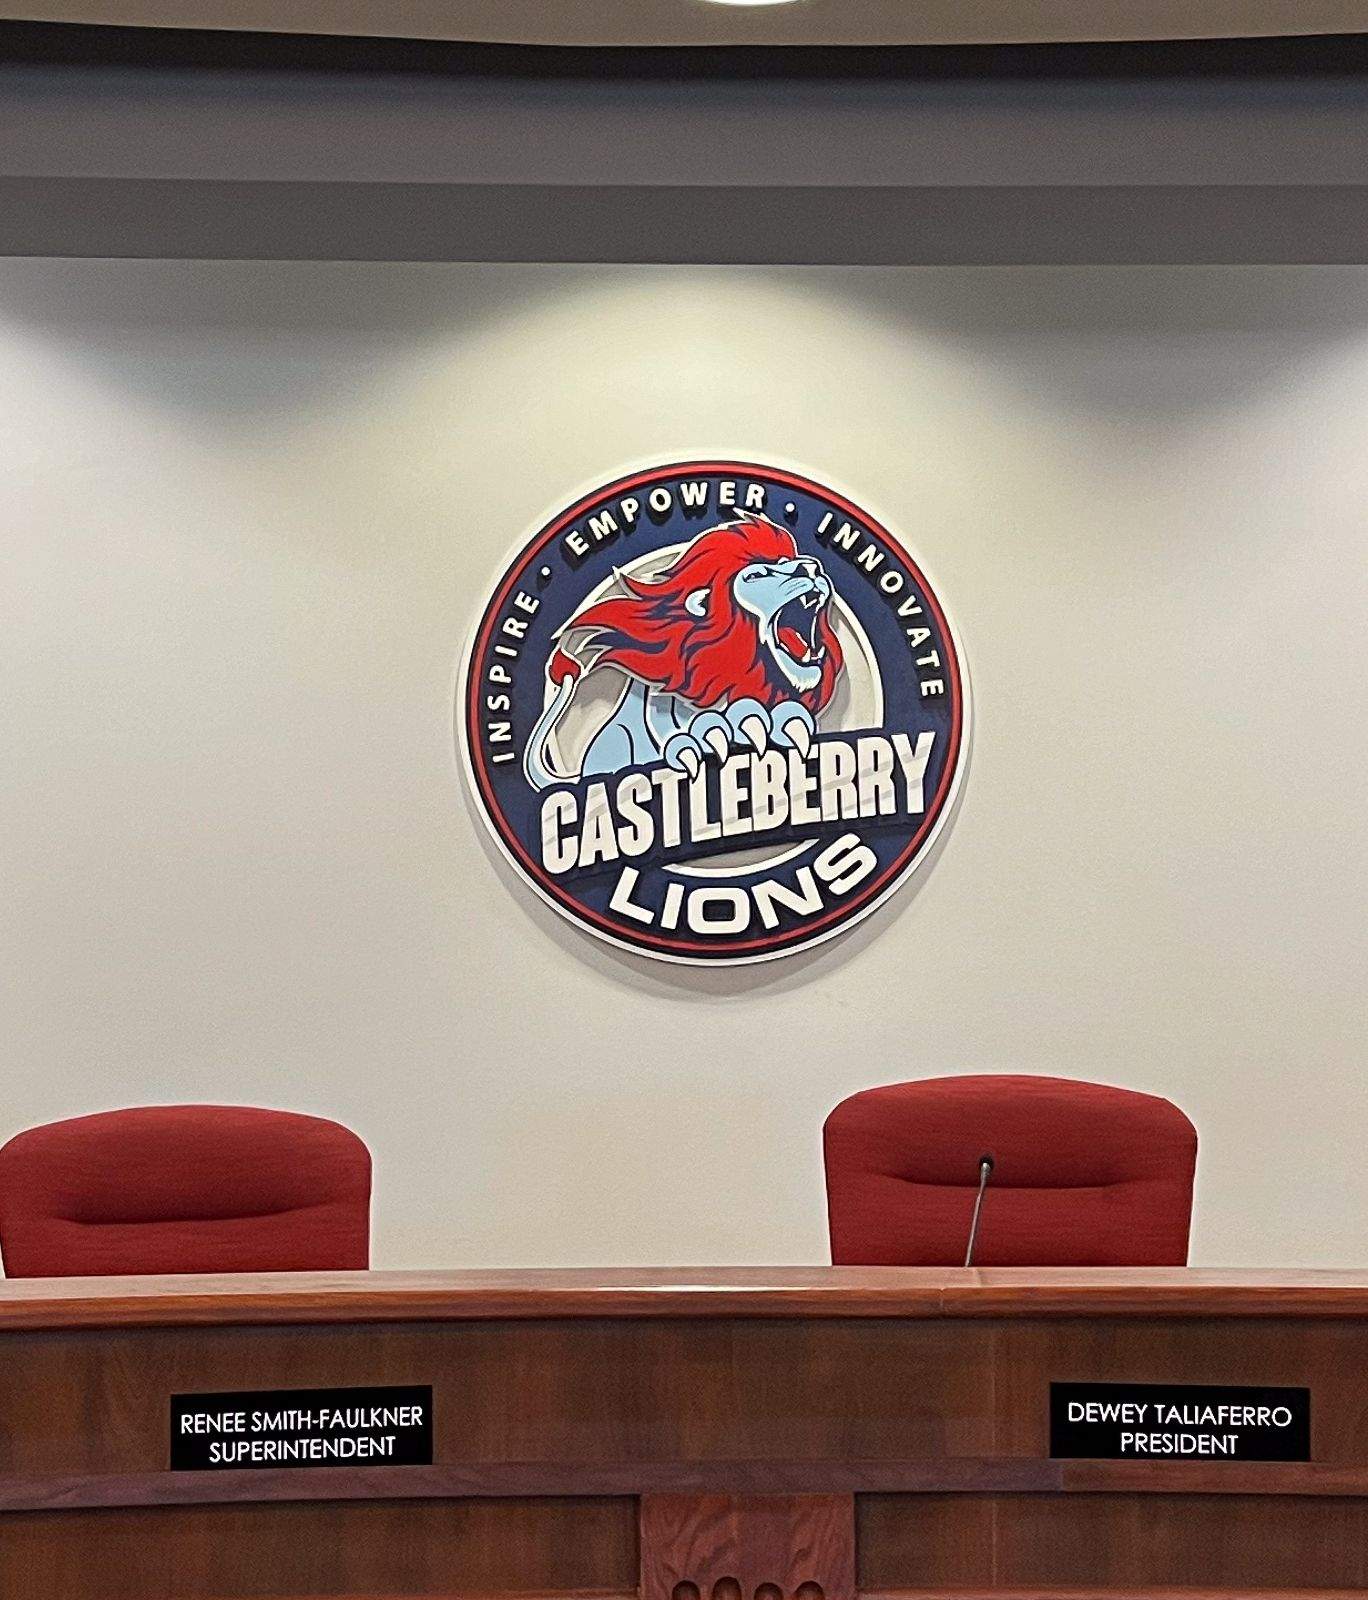 INSPIRE · EMPOWER · INNOVATE
CASTLEBERRY
LIONS
RENEE SMITH-FAULKNER
SUPERINTENDENT
DEWEY TALIAFERRO
PRESIDENT